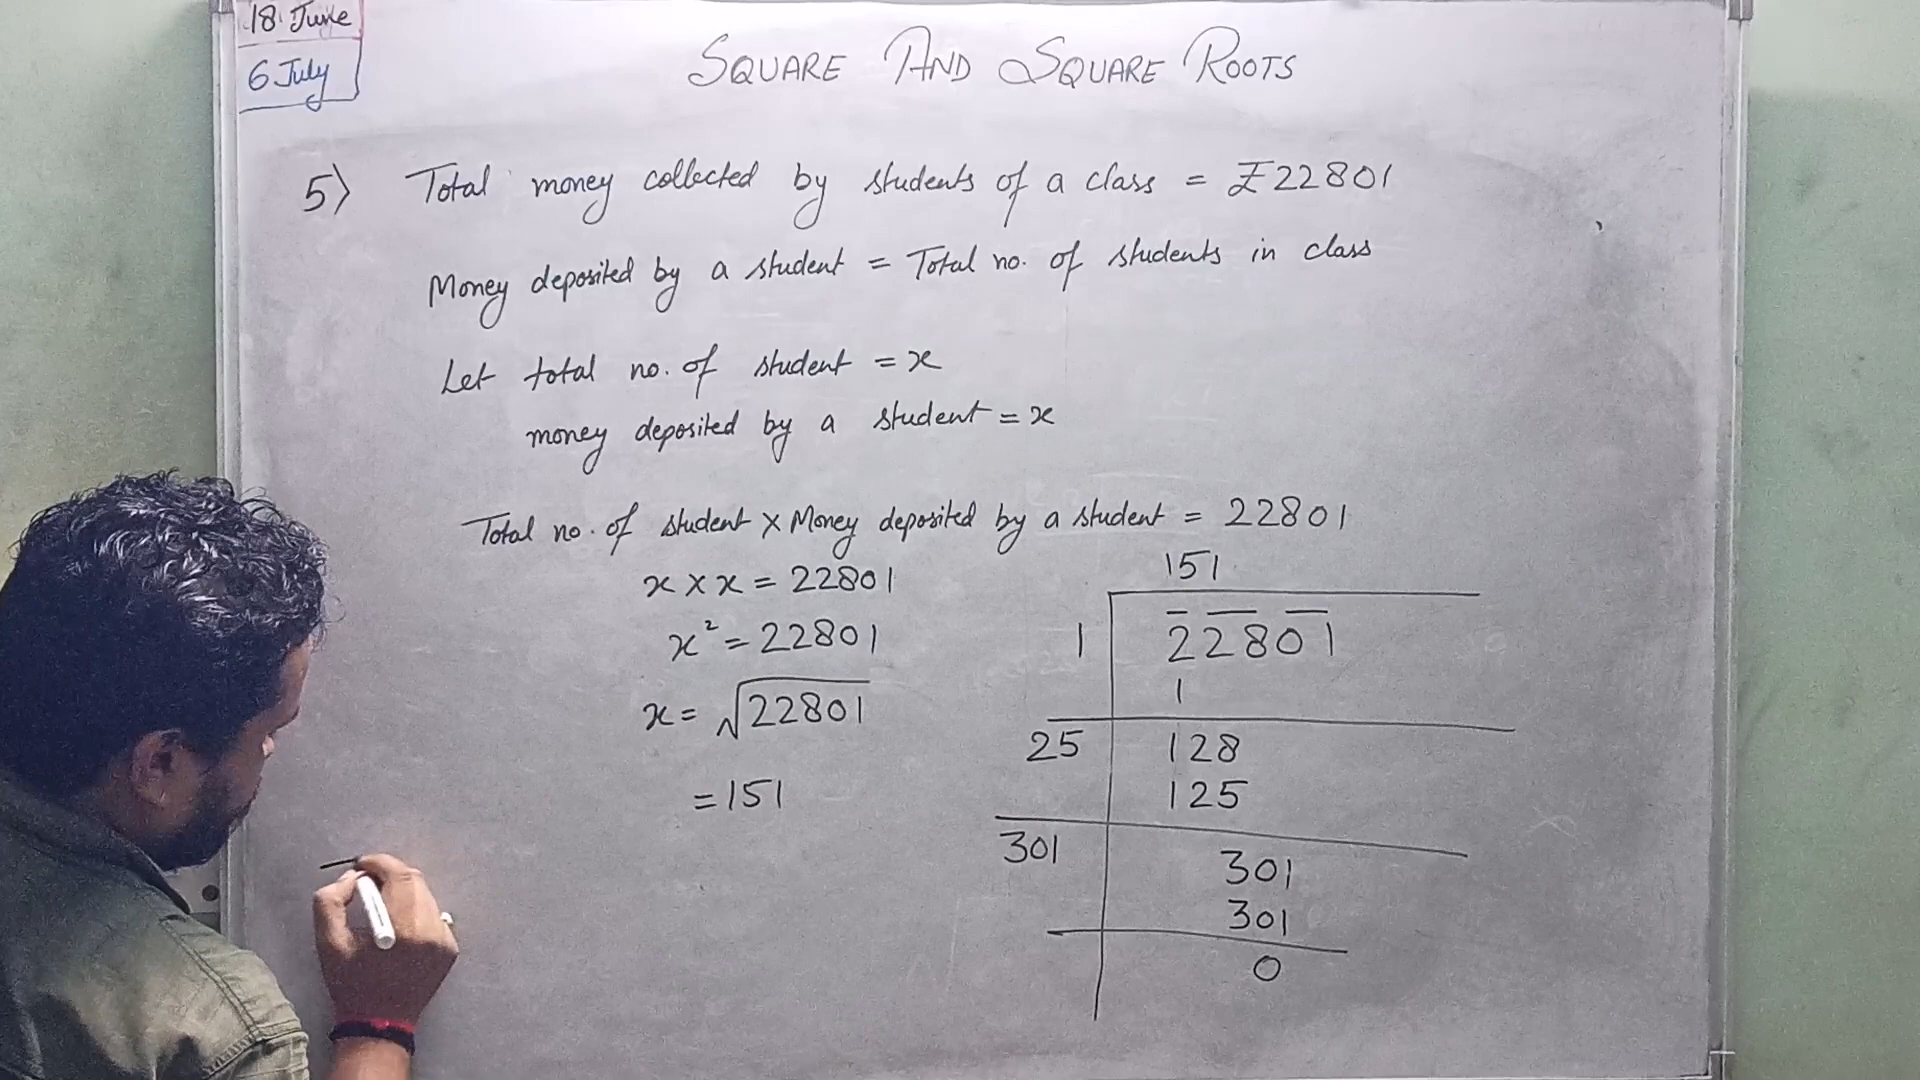 18 June
6 July
SQUARE AND SQUARE ROOTS
5) Total money collected by students of a class = ₹22801
Money deposited by a student = Total no. of students in class
Let total no. of student = x
money deposited by a student = x
Total no. of student × Money deposited by a student = 22801
x × x = 22801
x² = 22801
x = √22801
= 151
151
1 22801
1
25 128
125
301 301
301
0